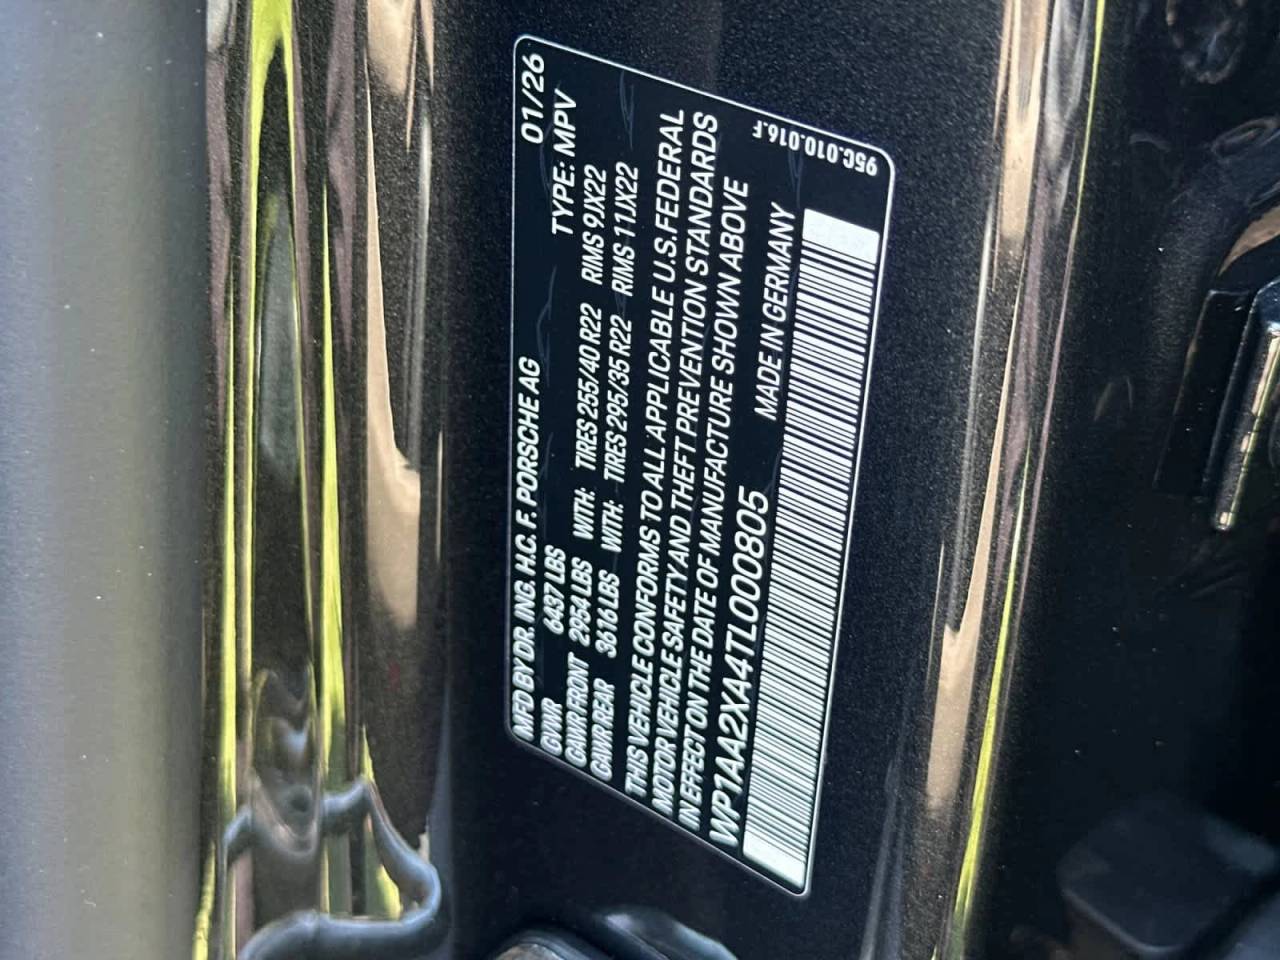 MFD BY DR. ING. H.C. F. PORSCHE AG 01/26
GVWR 6437 LBS TYPE: MPV
GAWR FRONT 2954 LBS WITH: TIRES 255/40 R22 RIMS 9JX22
GAWR REAR 3616 LBS WITH: TIRES 295/35 R22 RIMS 11JX22
THIS VEHICLE CONFORMS TO ALL APPLICABLE U.S. FEDERAL
MOTOR VEHICLE SAFETY AND THEFT PREVENTION STANDARDS
IN EFFECT ON THE DATE OF MANUFACTURE SHOWN ABOVE
WP1AA2XA4TL000805 MADE IN GERMANY
95C.010.016.F